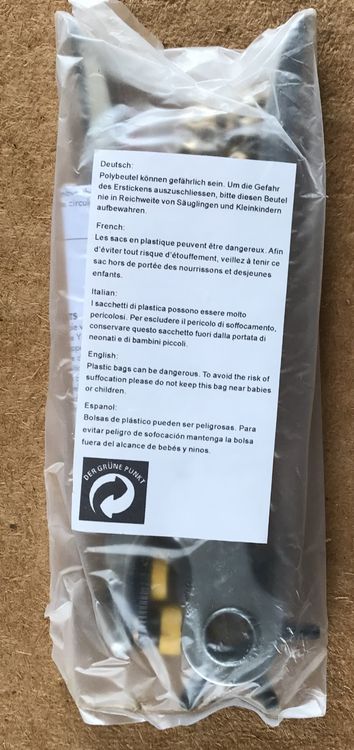 Deutsch:
Polybeutel können gefährlich sein. Um die Gefahr
des Erstickens auszuschliessen, bitte diesen Beutel
nie in Reichweite von Säuglingen und Kleinkindern
aufbewahren.
French:
Les sacs en plastique peuvent être dangereux. Afin
d'éviter tout risque d'étouffement, veillez à tenir ce
sac hors de portée des nourrissons et desjeunes
enfants.
Italian:
I sacchetti di plastica possono essere molto
pericolosi. Per escludere il pericolo di soffocamento,
conservare questo sacchetto fuori dalla portata di
neonati e di bambini piccoli.
English:
Plastic bags can be dangerous. To avoid the risk of
suffocation please do not keep this bag near babies
or children.
Espanol:
Bolsas de plástico pueden ser peligrosas. Para
evitar peligro de sofocación mantenga la bolsa
fuera del alcance de bebés y ninos.
DER GRÜNE PUNKT